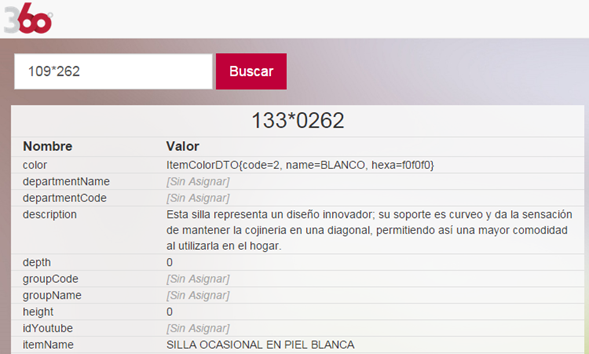 360°
109*262 Buscar
133*0262
Nombre Valor
color ItemColorDTO{code=2, name=BLANCO, hexa=f0f0f0}
departmentName [Sin Asignar]
departmentCode [Sin Asignar]
description Esta silla representa un diseño innovador; su soporte es curveo y da la sensación
de mantener la cojineria en una diagonal, permitiendo así una mayor comodidad
al utilizarla en el hogar.
depth 0
groupCode [Sin Asignar]
groupName [Sin Asignar]
height 0
idYoutube [Sin Asignar]
itemName SILLA OCASIONAL EN PIEL BLANCA